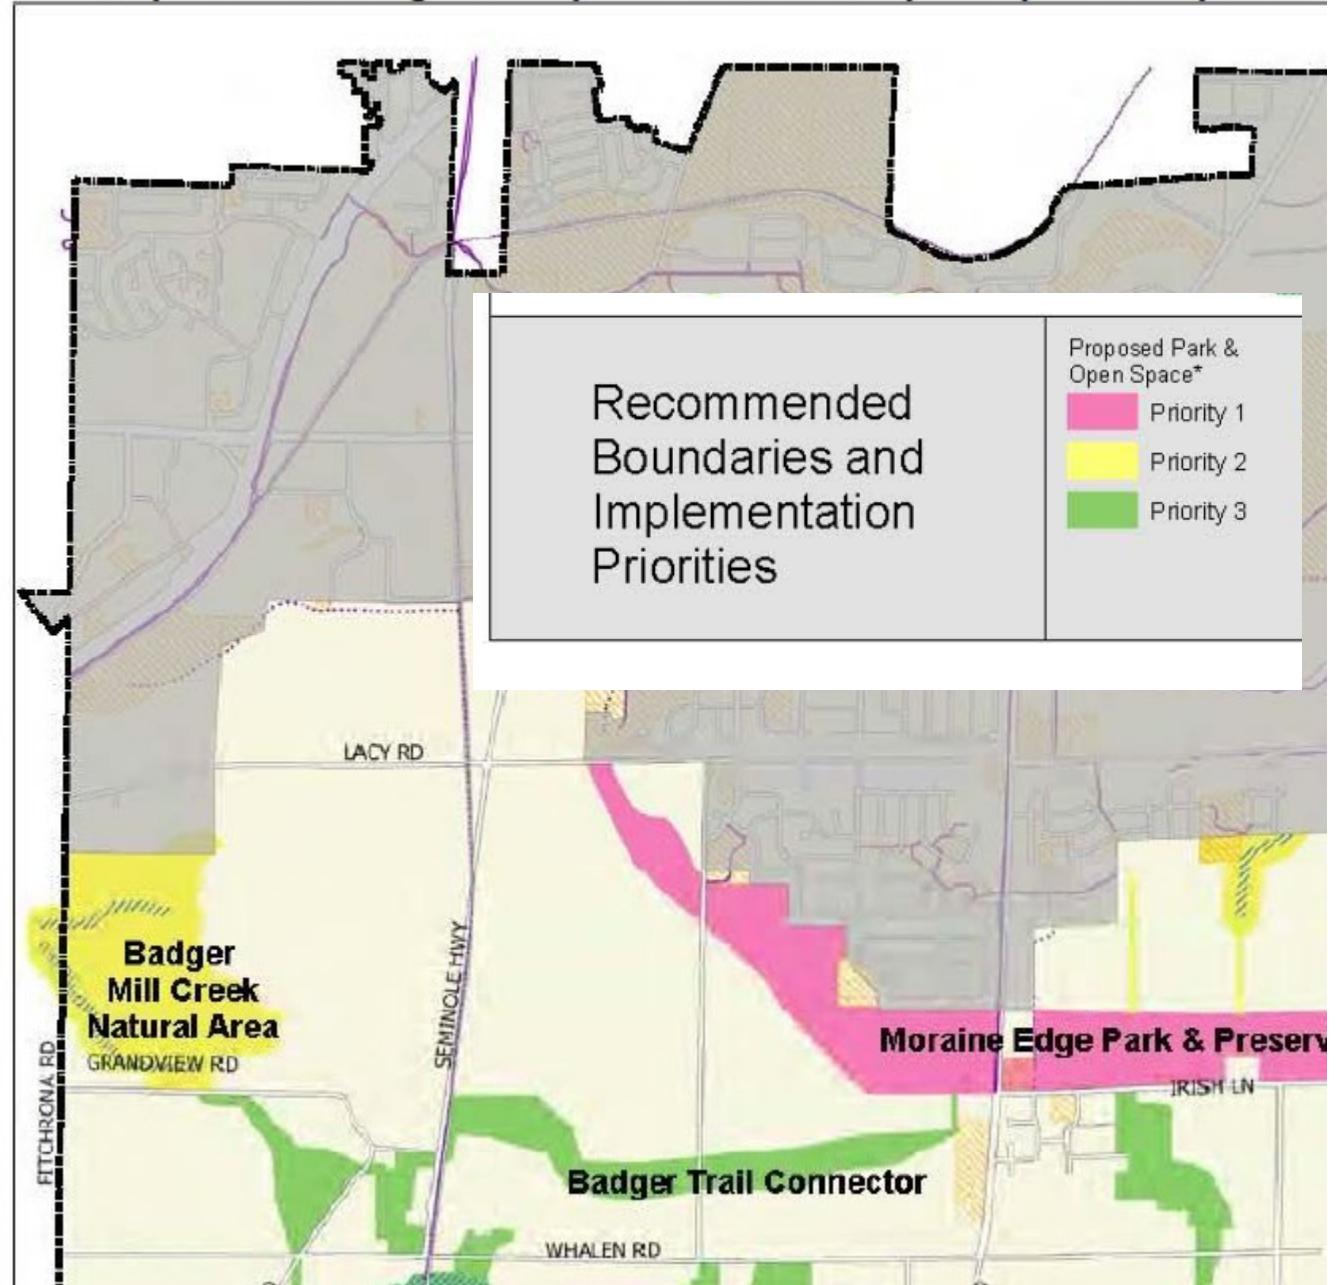 Recommended
Boundaries and
Implementation
Priorities
Proposed Park &
Open Space*
Priority 1
Priority 2
Priority 3
LACY RD
SEMINOLE HWY
Badger
Mill Creek
Natural Area
GRANDVIEW RD
FITCHRONA RD
Moraine Edge Park & Preserv
IRISH LN
Badger Trail Connector
WHALEN RD